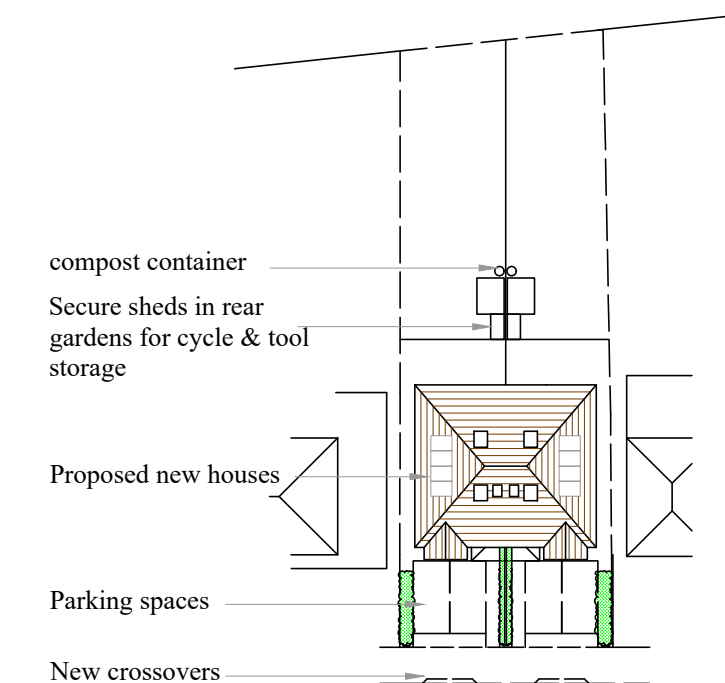 compost container
Secure sheds in rear
gardens for cycle & tool
storage
Proposed new houses
Parking spaces
New crossovers